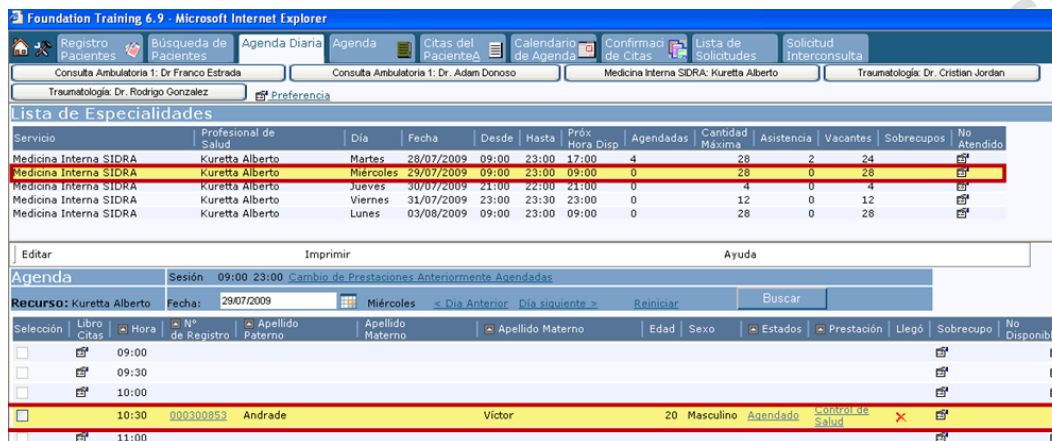 Foundation Training 6.9 - Microsoft Internet Explorer
Registro Pacientes Búsqueda de Pacientes Agenda Diaria Agenda Citas del PacienteA Calendario de Agenda Confirmaci de Citas Lista de Solicitudes Solicitud Interconsulta
Consulta Ambulatoria 1: Dr Franco Estrada Consulta Ambulatoria 1: Dr. Adam Donoso Medicina Interna SIDRA: Kuretta Alberto Traumatología: Dr. Cristian Jordan
Traumatología: Dr. Rodrigo Gonzalez Preferencia
Lista de Especialidades
Servicio Profesional de Salud Día Fecha Desde Hasta Próx Hora Disp Agendadas Cantidad Máxima Asistencia Vacantes Sobrecupos No Atendido
Medicina Interna SIDRA Kuretta Alberto Martes 28/07/2009 09:00 23:00 17:00 4 28 2 24
Medicina Interna SIDRA Kuretta Alberto Miércoles 29/07/2009 09:00 23:00 09:00 0 28 0 28
Medicina Interna SIDRA Kuretta Alberto Jueves 30/07/2009 21:00 22:00 21:00 0 4 0 4
Medicina Interna SIDRA Kuretta Alberto Viernes 31/07/2009 23:00 23:30 23:00 0 12 0 12
Medicina Interna SIDRA Kuretta Alberto Lunes 03/08/2009 09:00 23:00 09:00 0 28 0 28
Editar Imprimir Ayuda
Agenda Sesión 09:00 23:00 Cambio de Prestaciones Anteriormente Agendadas
Recurso: Kuretta Alberto Fecha: 29/07/2009 Miércoles < Dia Anterior Día siguiente > Reiniciar Buscar
Selección Libro Citas Hora Nº de Registro Apellido Paterno Apellido Materno Apellido Materno Edad Sexo Estados Prestación Llegó Sobrecupo No Disponibl
09:00
09:30
10:00
10:30 000300853 Andrade Víctor 20 Masculino Agendado Control de Salud
11:00